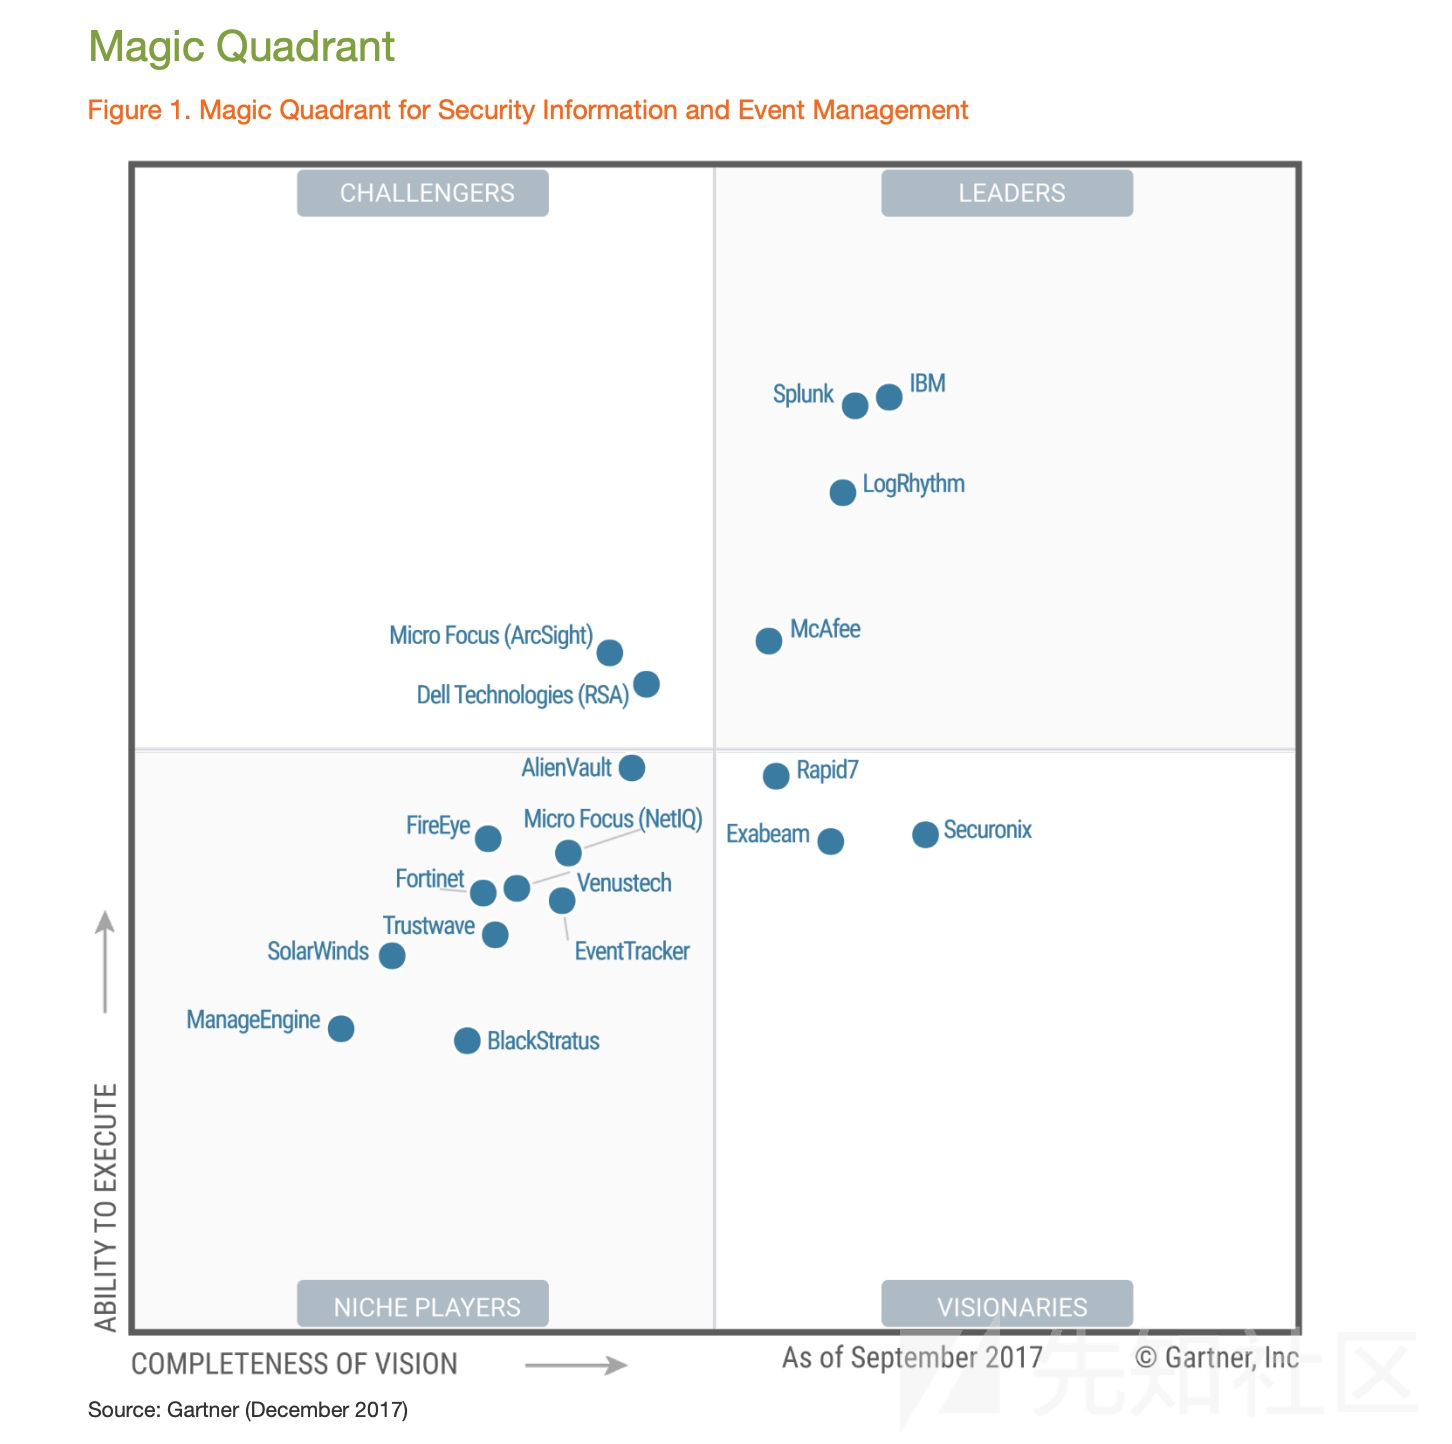 Magic Quadrant
Figure 1. Magic Quadrant for Security Information and Event Management
CHALLENGERS
LEADERS
Splunk
IBM
LogRhythm
Micro Focus (ArcSight)
McAfee
Dell Technologies (RSA)
AlienVault
Rapid7
FireEye
Micro Focus (NetIQ)
Exabeam
Securonix
Fortinet
Venustech
Trustwave
SolarWinds
EventTracker
ManageEngine
BlackStratus
ABILITY TO EXECUTE
NICHE PLAYERS
VISIONARIES
COMPLETENESS OF VISION
As of September 2017
© Gartner, Inc
Source: Gartner (December 2017)
先知社区